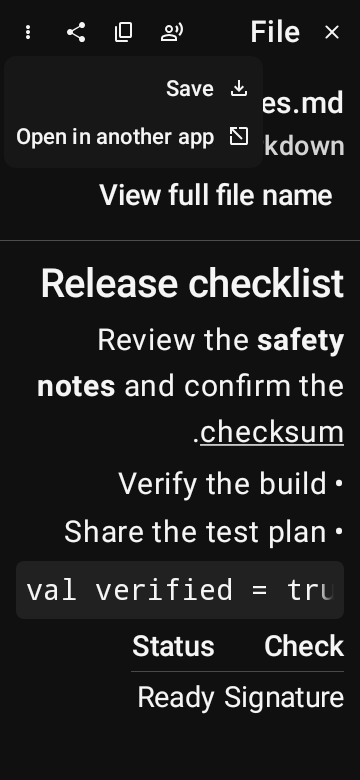 File
Save
Open in another app
es.md
kdown
View full file name
Release checklist
Review the safety
notes and confirm the
.checksum
Verify the build •
Share the test plan •
val verified = tru
Status Check
Ready Signature